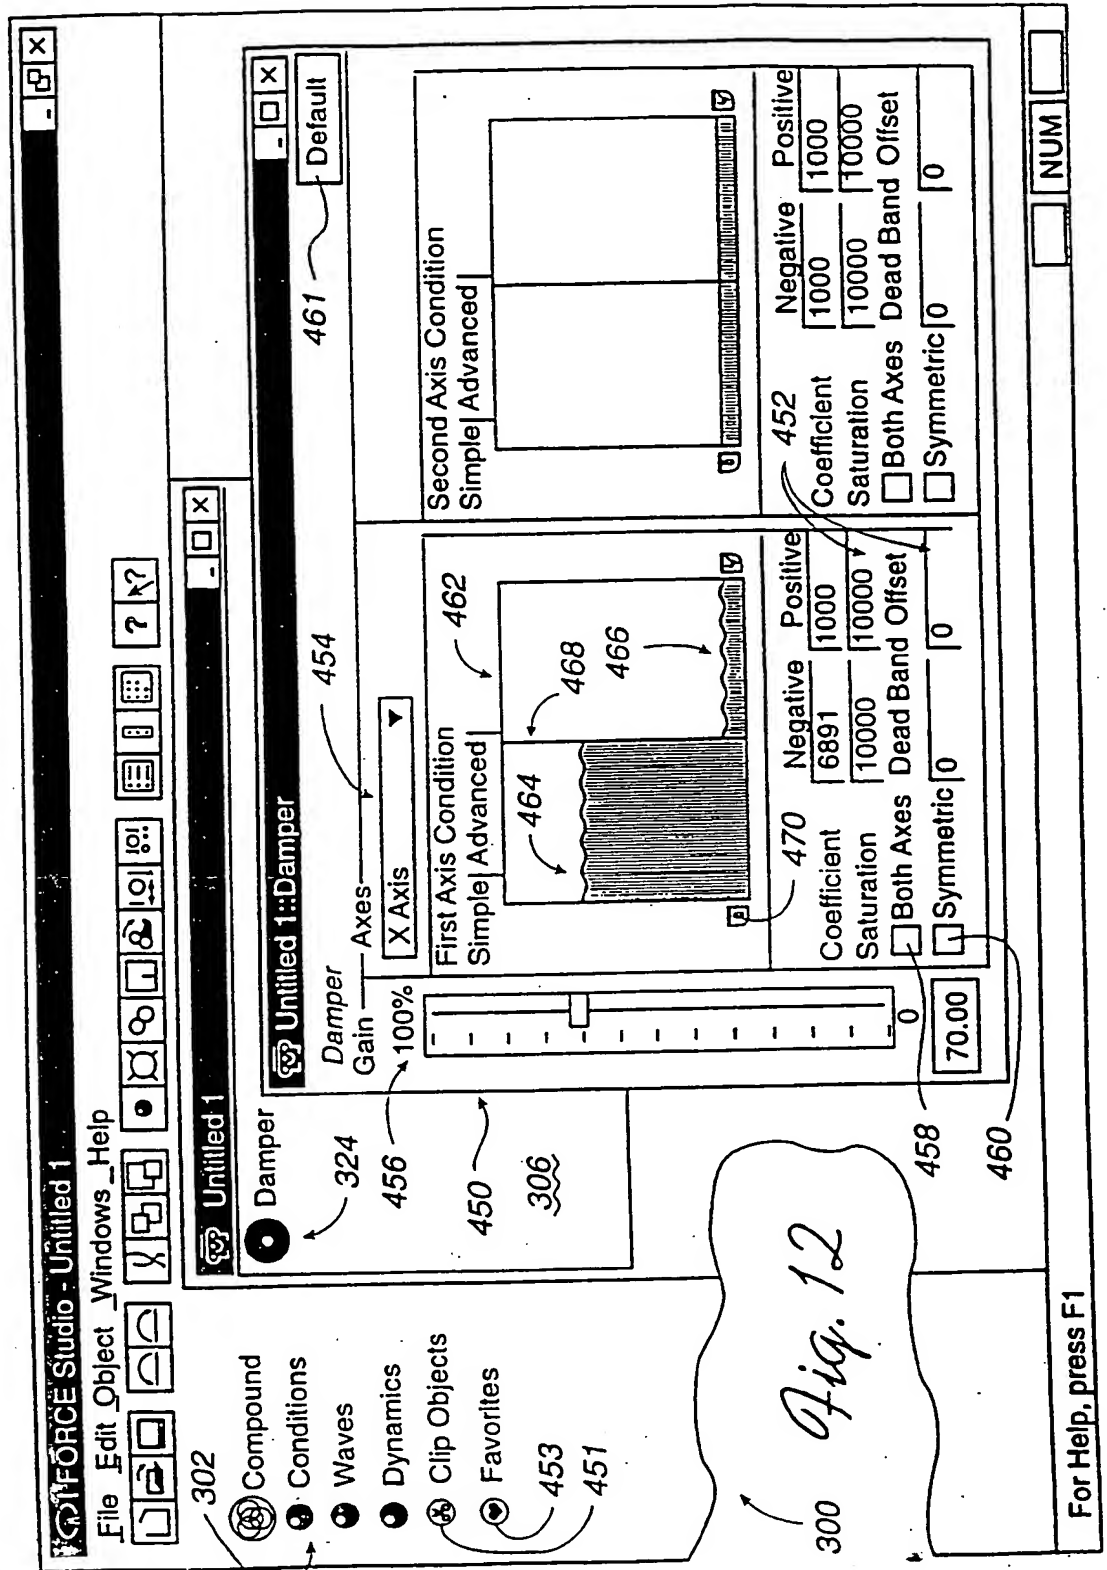 I-FORCE Studio - Untitled 1
File Edit Object Windows Help
? ?
302
Compound
Conditions
Waves
Dynamics
Clip Objects
Favorites
453
451
300
Fig. 12
Untitled 1
Damper
324
306
450
Untitled 1::Damper
461
Default
Damper
Gain
Axes
454
456
100%
X Axis
0
70.00
First Axis Condition
Simple Advanced
462
464
468
466
470
Negative Positive
Coefficient 6891 1000
Saturation 10000 10000
Both Axes Dead Band Offset
Symmetric 0 0
458
460
452
Second Axis Condition
Simple Advanced
Negative Positive
Coefficient 1000 1000
Saturation 10000 10000
Both Axes Dead Band Offset
Symmetric 0 0
For Help, press F1
NUM